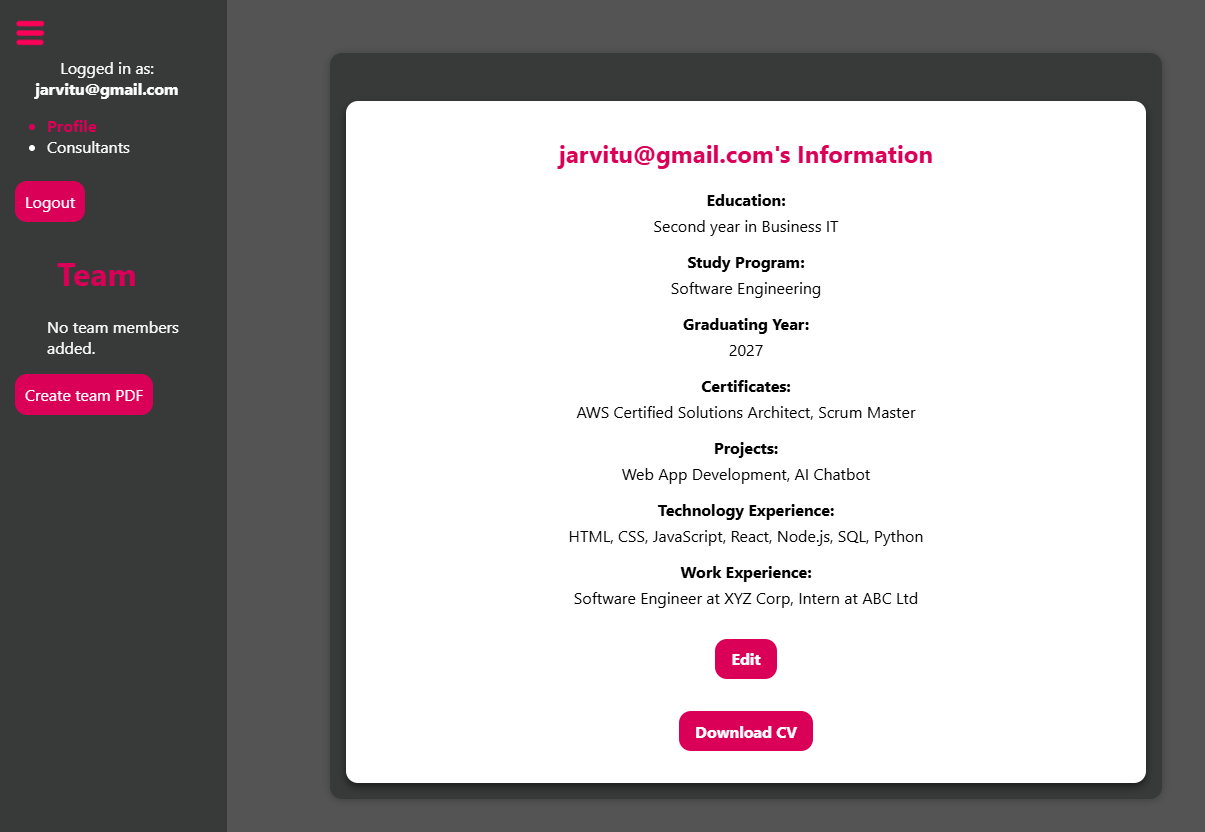 Logged in as:
jarvitu@gmail.com
Profile
Consultants
Logout
Team
No team members
added.
Create team PDF
jarvitu@gmail.com's Information
Education:
Second year in Business IT
Study Program:
Software Engineering
Graduating Year:
2027
Certificates:
AWS Certified Solutions Architect, Scrum Master
Projects:
Web App Development, AI Chatbot
Technology Experience:
HTML, CSS, JavaScript, React, Node.js, SQL, Python
Work Experience:
Software Engineer at XYZ Corp, Intern at ABC Ltd
Edit
Download CV